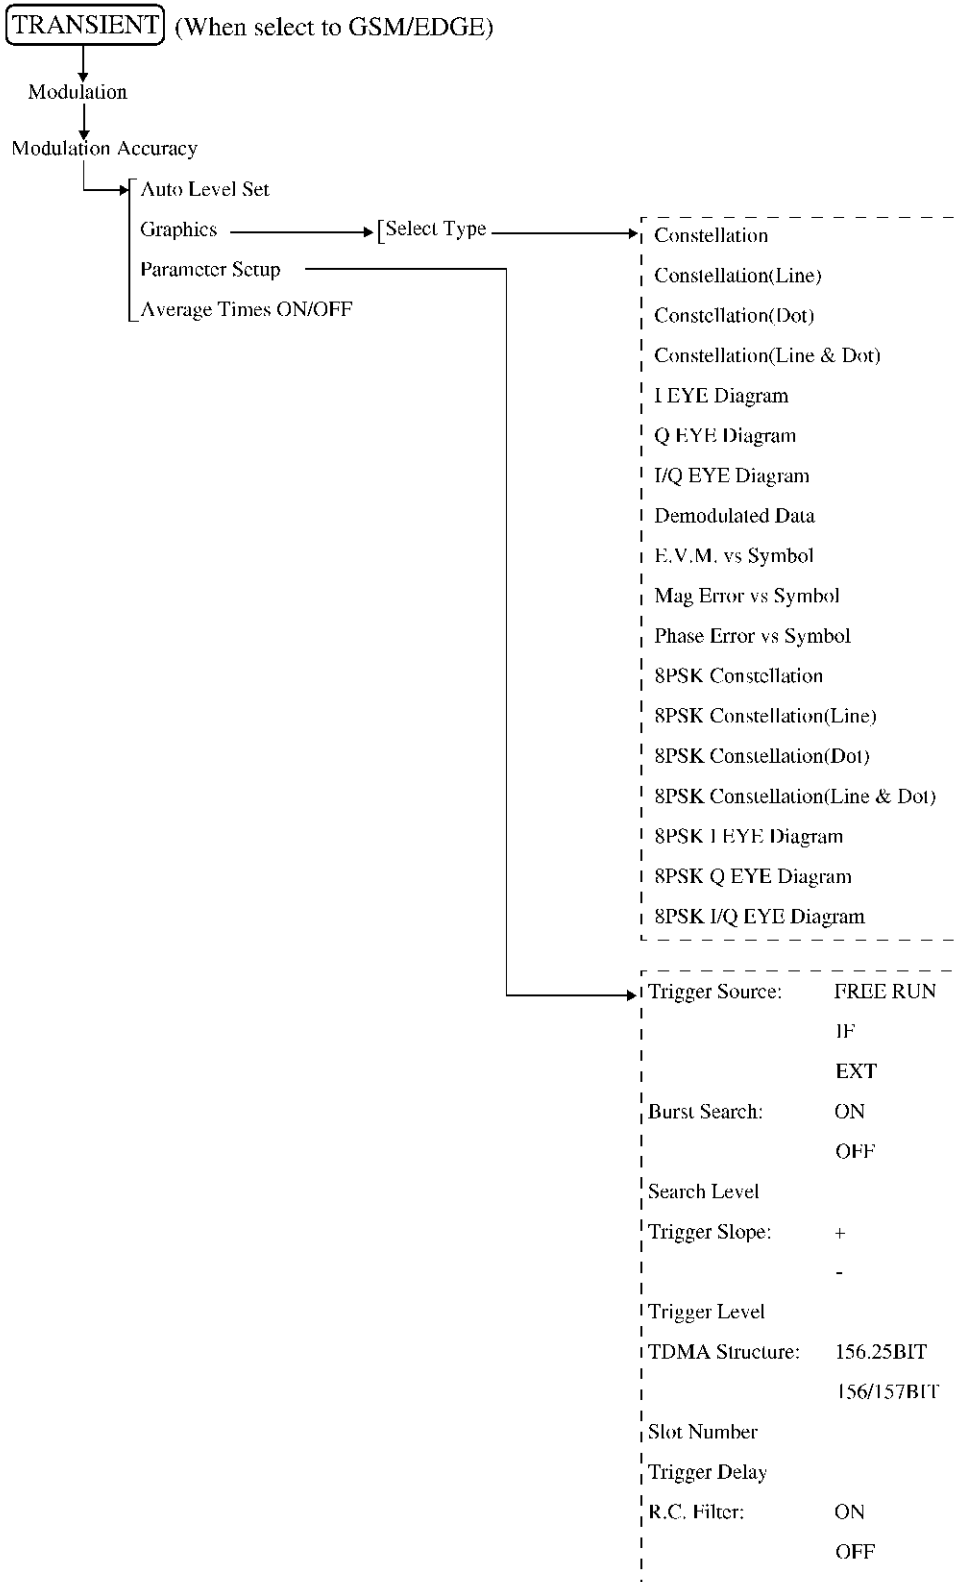 TRANSIENT (When select to GSM/EDGE)
Modulation
Modulation Accuracy
Auto Level Set
Graphics
Select Type
Parameter Setup
Average Times ON/OFF
Constellation
Constellation(Line)
Constellation(Dot)
Constellation(Line & Dot)
I EYE Diagram
Q EYE Diagram
I/Q EYE Diagram
Demodulated Data
E.V.M. vs Symbol
Mag Error vs Symbol
Phase Error vs Symbol
8PSK Constellation
8PSK Constellation(Line)
8PSK Constellation(Dot)
8PSK Constellation(Line & Dot)
8PSK I EYE Diagram
8PSK Q EYE Diagram
8PSK I/Q EYE Diagram
Trigger Source: FREE RUN
IF
EXT
Burst Search: ON
OFF
Search Level
Trigger Slope: +
-
Trigger Level
TDMA Structure: 156.25BIT
156/157BIT
Slot Number
Trigger Delay
R.C. Filter: ON
OFF